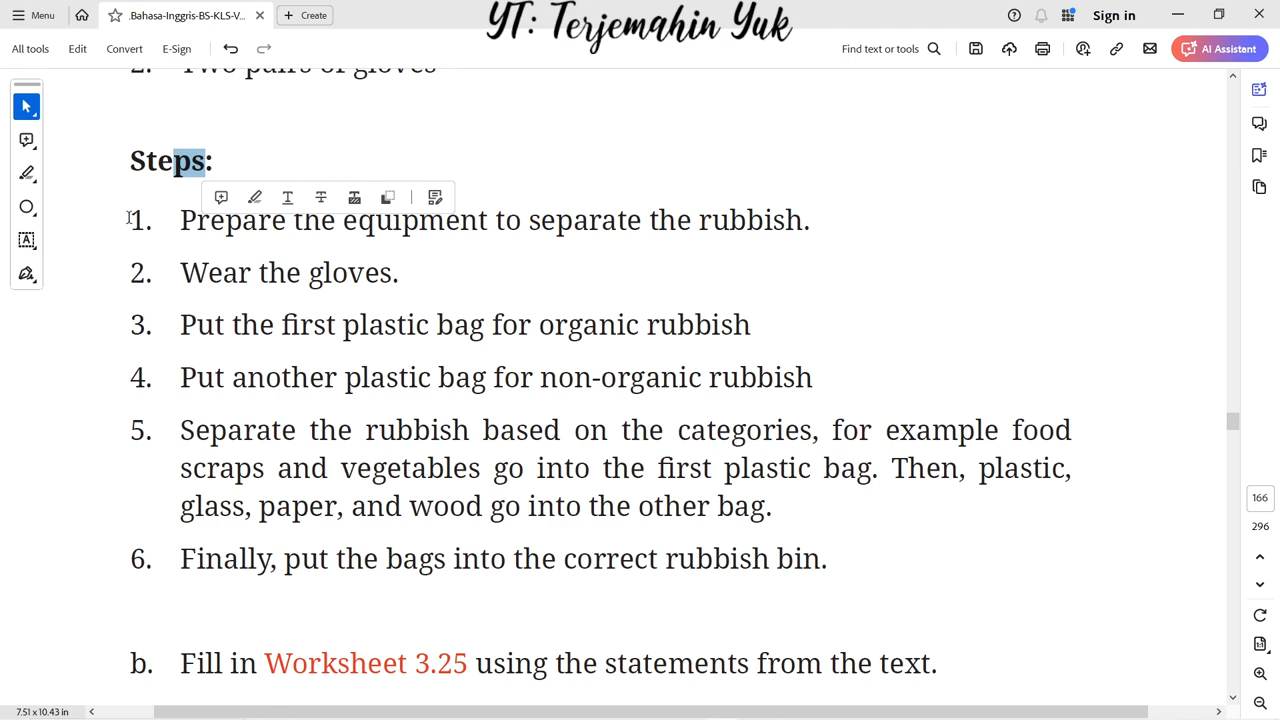 Menu
.Bahasa-Inggris-BS-KLS-V...
Create
YT: Terjemahin Yuk
Sign in
All tools
Edit
Convert
E-Sign
Find text or tools
AI Assistant
2. Two pairs of gloves
Steps:
1. Prepare the equipment to separate the rubbish.
2. Wear the gloves.
3. Put the first plastic bag for organic rubbish
4. Put another plastic bag for non-organic rubbish
5. Separate the rubbish based on the categories, for example food
scraps and vegetables go into the first plastic bag. Then, plastic,
glass, paper, and wood go into the other bag.
6. Finally, put the bags into the correct rubbish bin.
b. Fill in Worksheet 3.25 using the statements from the text.
166
296
7.51 x 10.43 in